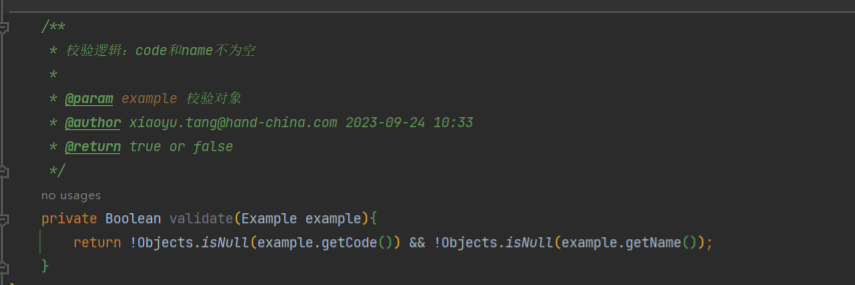 /**
 * 校验逻辑：code和name不为空
 *
 * @param example 校验对象
 * @author xiaoyu.tang@hand-china.com 2023-09-24 10:33
 * @return true or false
 */
no usages
private Boolean validate(Example example){
    return !Objects.isNull(example.getCode()) && !Objects.isNull(example.getName());
}